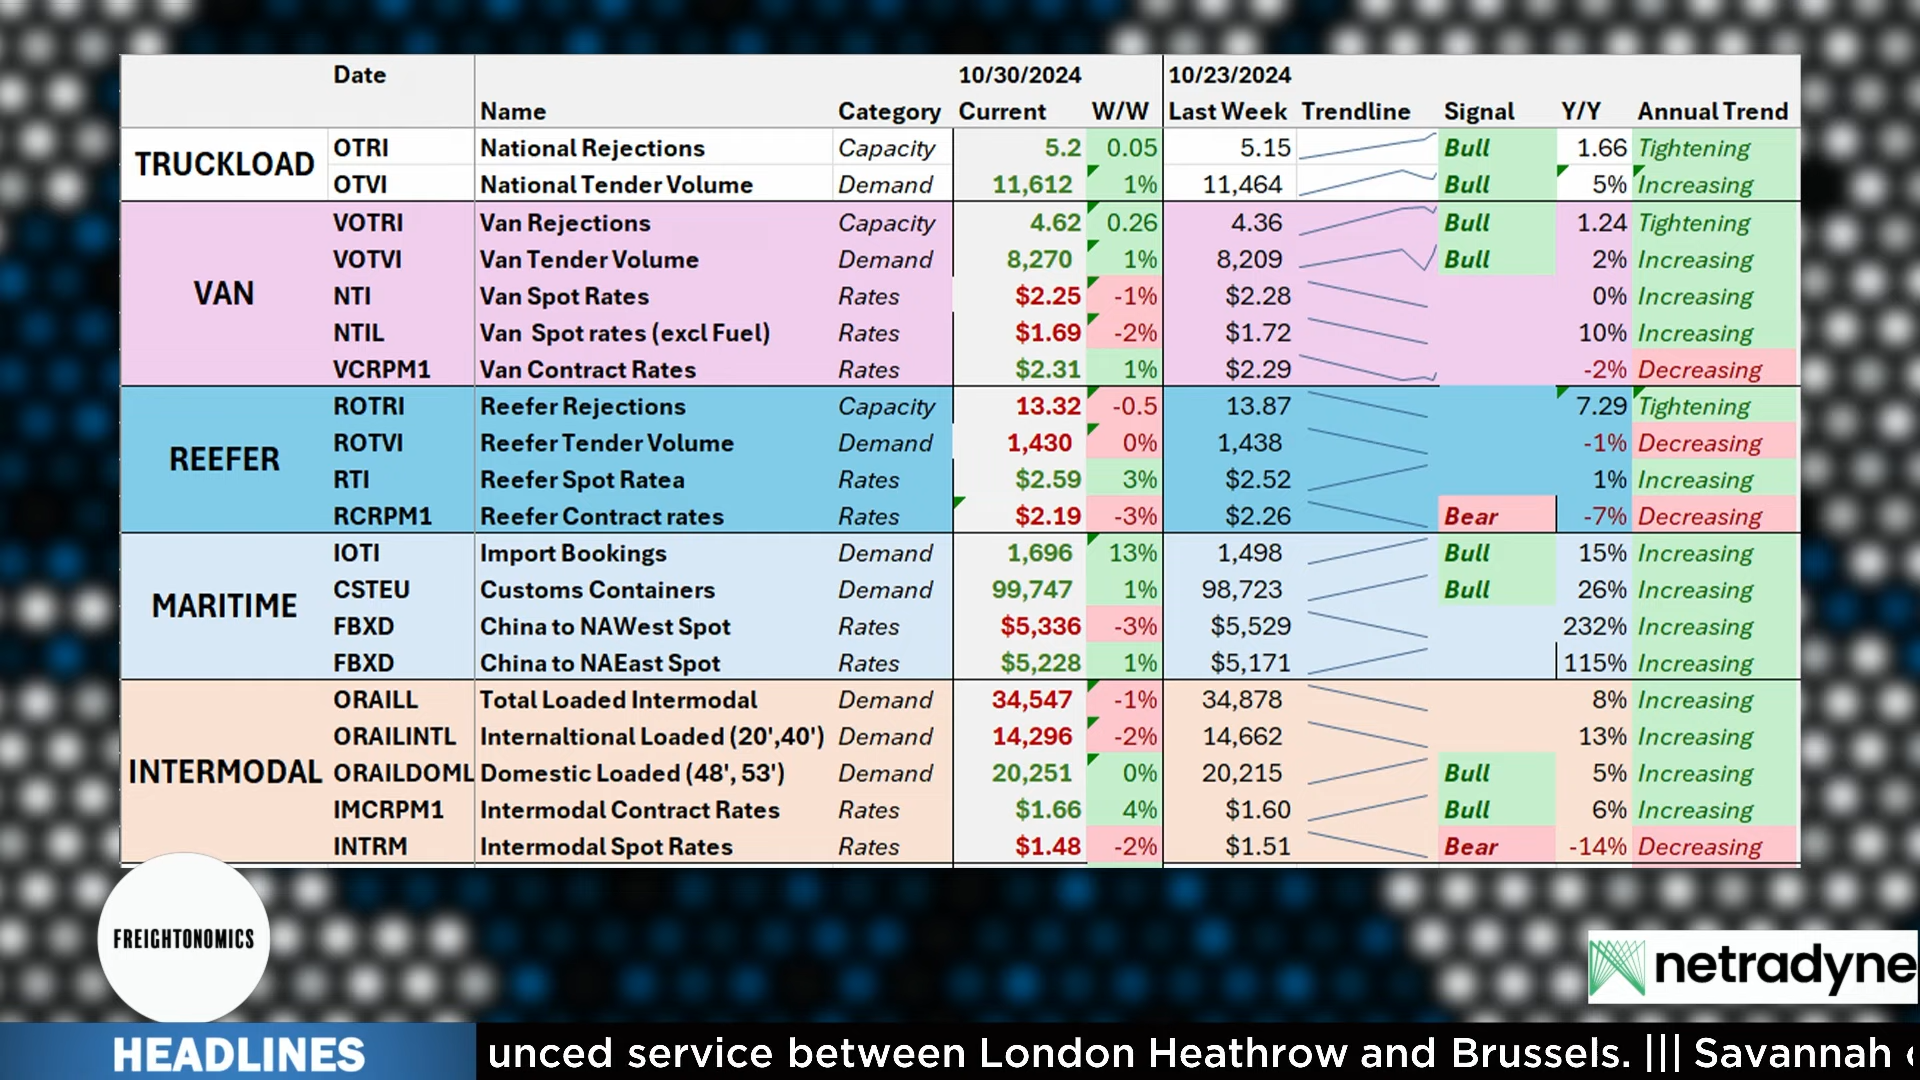 Date 10/30/2024 10/23/2024
Name Category Current W/W Last Week Trendline Signal Y/Y Annual Trend
TRUCKLOAD
OTRI National Rejections Capacity 5.2 0.05 5.15 Bull 1.66 Tightening
OTVI National Tender Volume Demand 11,612 1% 11,464 Bull 5% Increasing
VAN
VOTRI Van Rejections Capacity 4.62 0.26 4.36 Bull 1.24 Tightening
VOTVI Van Tender Volume Demand 8,270 1% 8,209 Bull 2% Increasing
NTI Van Spot Rates Rates $2.25 -1% $2.28 0% Increasing
NTIL Van Spot rates (excl Fuel) Rates $1.69 -2% $1.72 10% Increasing
VCRPM1 Van Contract Rates Rates $2.31 1% $2.29 -2% Decreasing
REEFER
ROTRI Reefer Rejections Capacity 13.32 -0.5 13.87 7.29 Tightening
ROTVI Reefer Tender Volume Demand 1,430 0% 1,438 -1% Decreasing
RTI Reefer Spot Ratea Rates $2.59 3% $2.52 1% Increasing
RCRPM1 Reefer Contract rates Rates $2.19 -3% $2.26 Bear -7% Decreasing
MARITIME
IOTI Import Bookings Demand 1,696 13% 1,498 Bull 15% Increasing
CSTEU Customs Containers Demand 99,747 1% 98,723 Bull 26% Increasing
FBXD China to NAWest Spot Rates $5,336 -3% $5,529 232% Increasing
FBXD China to NAEast Spot Rates $5,228 1% $5,171 115% Increasing
INTERMODAL
ORAILL Total Loaded Intermodal Demand 34,547 -1% 34,878 8% Increasing
ORAILINTL Internaltional Loaded (20',40') Demand 14,296 -2% 14,662 13% Increasing
ORAILDOML Domestic Loaded (48', 53') Demand 20,251 0% 20,215 Bull 5% Increasing
IMCRPM1 Intermodal Contract Rates Rates $1.66 4% $1.60 Bull 6% Increasing
INTRM Intermodal Spot Rates Rates $1.48 -2% $1.51 Bear -14% Decreasing
FREIGHTONOMICS
netradyne
HEADLINES
unced service between London Heathrow and Brussels. ||| Savannah